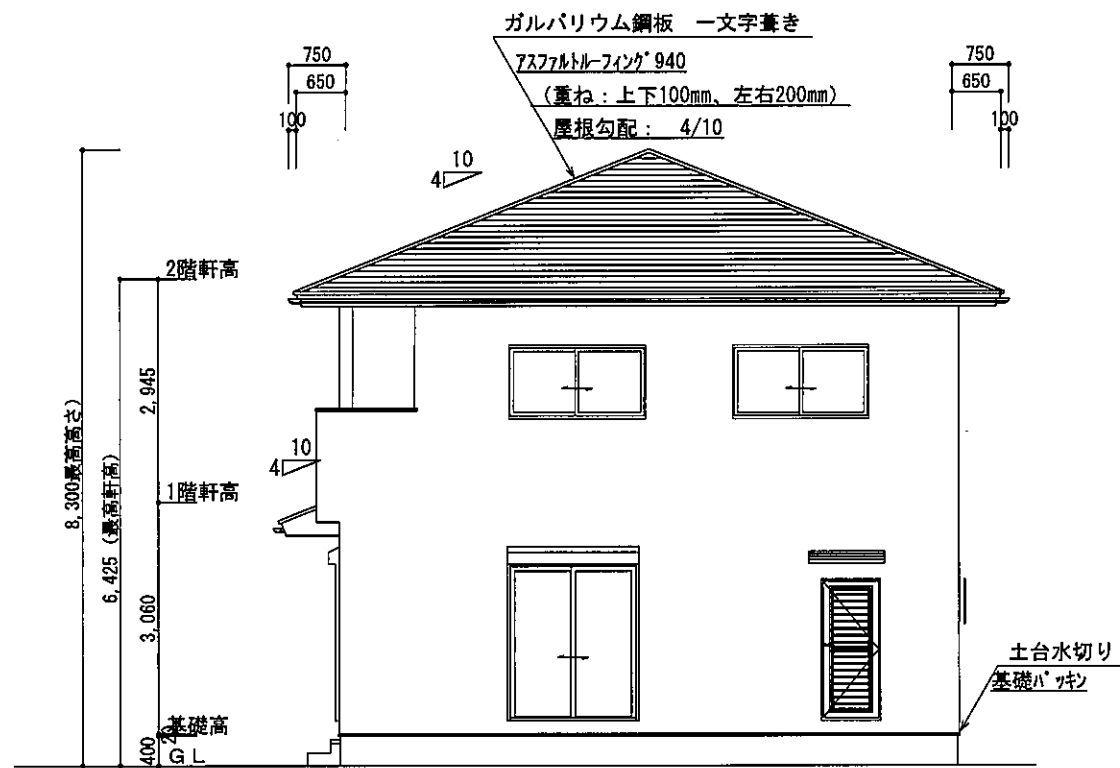 ガルバリウム鋼板　一文字葺き
アスファルトルーフィング940
（重ね：上下100mm、左右200mm）
屋根勾配：　4/10
750
650
100
750
650
100
10
4
2階軒高
2,945
8,300最高高さ
6,425（最高軒高）
10
4
1階軒高
3,060
土台水切り
基礎パッキン
基礎高
20
400
GL